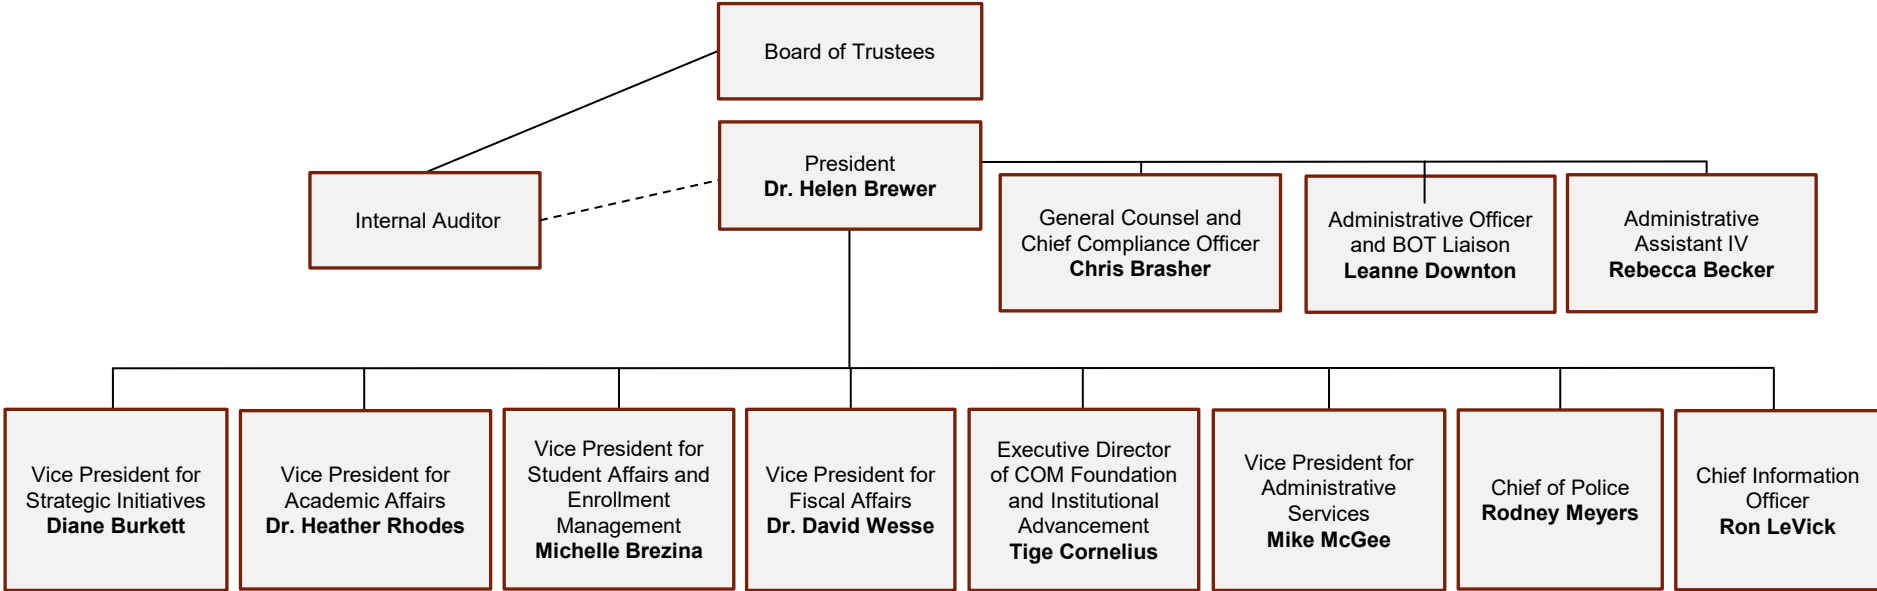 Board of Trustees
President
Dr. Helen Brewer
Internal Auditor
General Counsel and
Chief Compliance Officer
Chris Brasher
Administrative Officer
and BOT Liaison
Leanne Downton
Administrative
Assistant IV
Rebecca Becker
Vice President for
Strategic Initiatives
Diane Burkett
Vice President for
Academic Affairs
Dr. Heather Rhodes
Vice President for
Student Affairs and
Enrollment
Management
Michelle Brezina
Vice President for
Fiscal Affairs
Dr. David Wesse
Executive Director
of COM Foundation
and Institutional
Advancement
Tige Cornelius
Vice President for
Administrative
Services
Mike McGee
Chief of Police
Rodney Meyers
Chief Information
Officer
Ron LeVick